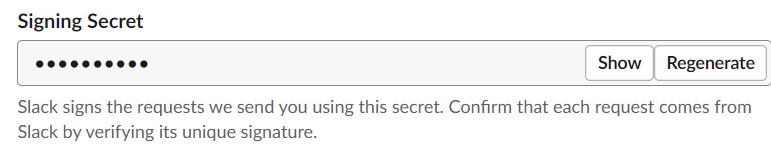 Signing Secret
•••••••••• Show Regenerate
Slack signs the requests we send you using this secret. Confirm that each request comes from
Slack by verifying its unique signature.